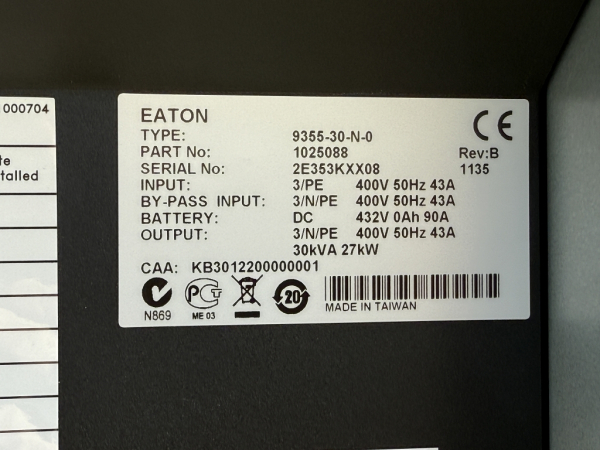 000704
te
talled
EATON
TYPE: 9355-30-N-0
PART No: 1025088 Rev:B
SERIAL No: 2E353KXX08 1135
INPUT: 3/PE 400V 50Hz 43A
BY-PASS INPUT: 3/N/PE 400V 50Hz 43A
BATTERY: DC 432V 0Ah 90A
OUTPUT: 3/N/PE 400V 50Hz 43A
30kVA 27kW
CAA: KB3012200000001
CE
N869
PCT
ME 03
20
MADE IN TAIWAN